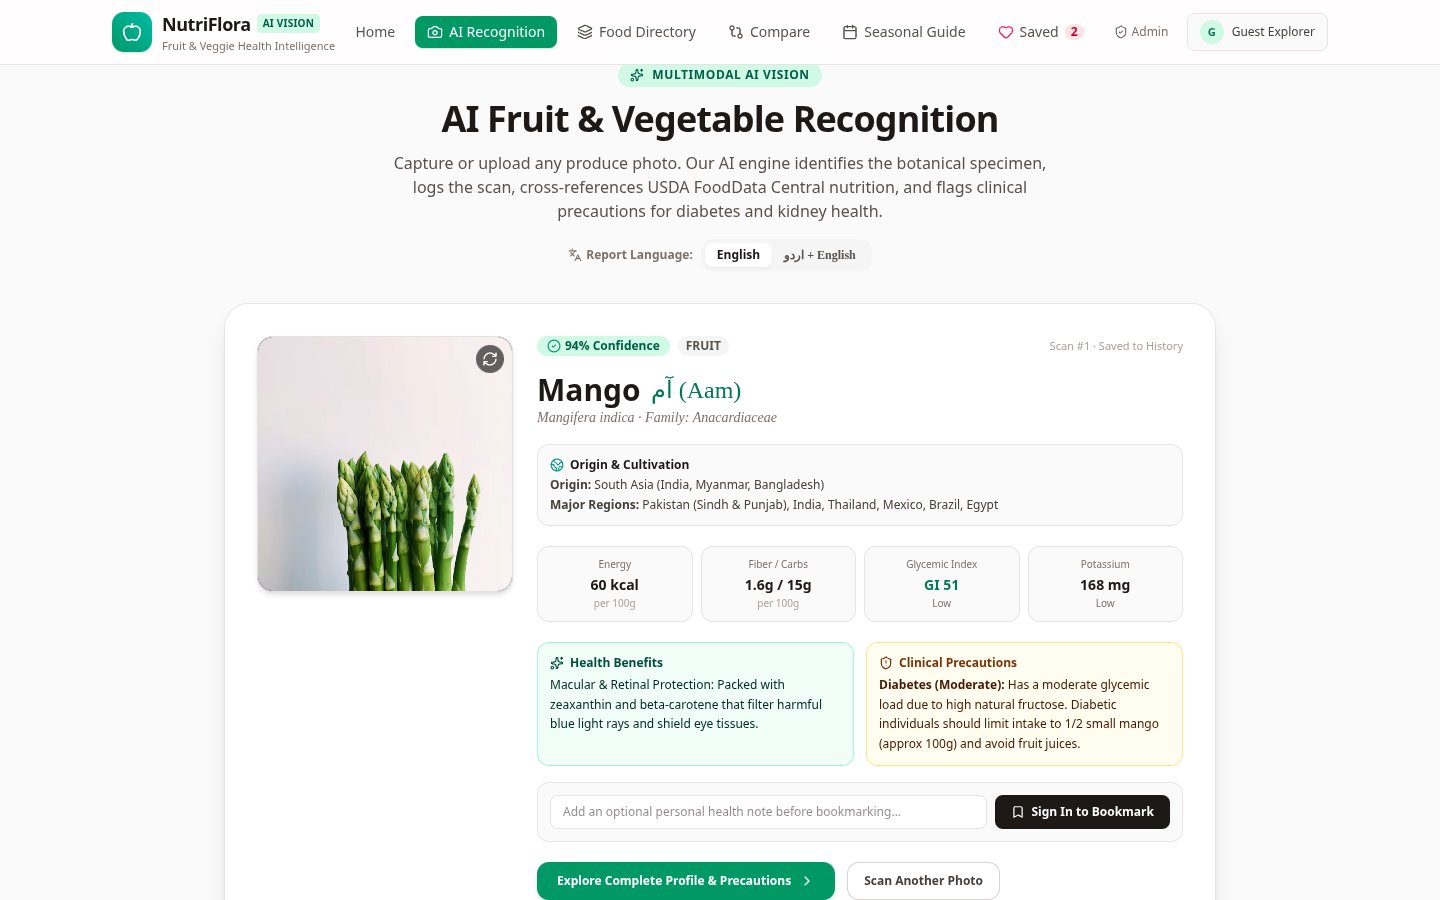 NutriFlora AI VISION
Fruit & Veggie Health Intelligence
Home
AI Recognition
Food Directory
Compare
Seasonal Guide
Saved 2
Admin
G Guest Explorer
MULTIMODAL AI VISION
AI Fruit & Vegetable Recognition
Capture or upload any produce photo. Our AI engine identifies the botanical specimen,
logs the scan, cross-references USDA FoodData Central nutrition, and flags clinical
precautions for diabetes and kidney health.
Report Language: English اردو + English
94% Confidence FRUIT Scan #1 · Saved to History
Mango آم (Aam)
Mangifera indica · Family: Anacardiaceae
Origin & Cultivation
Origin: South Asia (India, Myanmar, Bangladesh)
Major Regions: Pakistan (Sindh & Punjab), India, Thailand, Mexico, Brazil, Egypt
Energy
60 kcal
per 100g
Fiber / Carbs
1.6g / 15g
per 100g
Glycemic Index
GI 51
Low
Potassium
168 mg
Low
Health Benefits
Macular & Retinal Protection: Packed with
zeaxanthin and beta-carotene that filter harmful
blue light rays and shield eye tissues.
Clinical Precautions
Diabetes (Moderate): Has a moderate glycemic
load due to high natural fructose. Diabetic
individuals should limit intake to 1/2 small mango
(approx 100g) and avoid fruit juices.
Add an optional personal health note before bookmarking...
Sign In to Bookmark
Explore Complete Profile & Precautions
Scan Another Photo